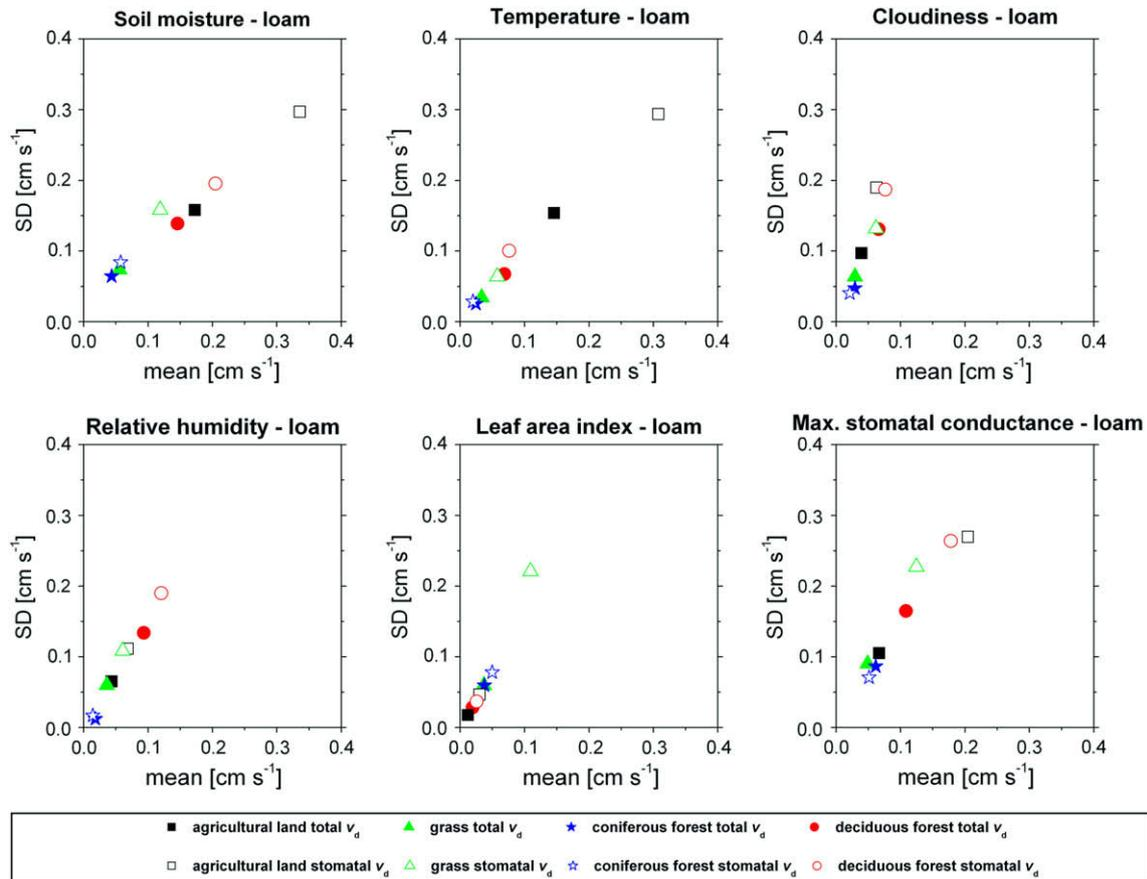 Soil moisture - loam
0.4
0.3
0.2
0.1
0.0
SD [cm s⁻¹]
0.0 0.1 0.2 0.3 0.4
mean [cm s⁻¹]
Temperature - loam
0.4
0.3
0.2
0.1
0.0
SD [cm s⁻¹]
0.0 0.1 0.2 0.3 0.4
mean [cm s⁻¹]
Cloudiness - loam
0.4
0.3
0.2
0.1
0.0
SD [cm s⁻¹]
0.0 0.1 0.2 0.3 0.4
mean [cm s⁻¹]
Relative humidity - loam
0.4
0.3
0.2
0.1
0.0
SD [cm s⁻¹]
0.0 0.1 0.2 0.3 0.4
mean [cm s⁻¹]
Leaf area index - loam
0.4
0.3
0.2
0.1
0.0
SD [cm s⁻¹]
0.0 0.1 0.2 0.3 0.4
mean [cm s⁻¹]
Max. stomatal conductance - loam
0.4
0.3
0.2
0.1
0.0
SD [cm s⁻¹]
0.0 0.1 0.2 0.3 0.4
mean [cm s⁻¹]
agricultural land total v_d grass total v_d coniferous forest total v_d deciduous forest total v_d
agricultural land stomatal v_d grass stomatal v_d coniferous forest stomatal v_d deciduous forest stomatal v_d